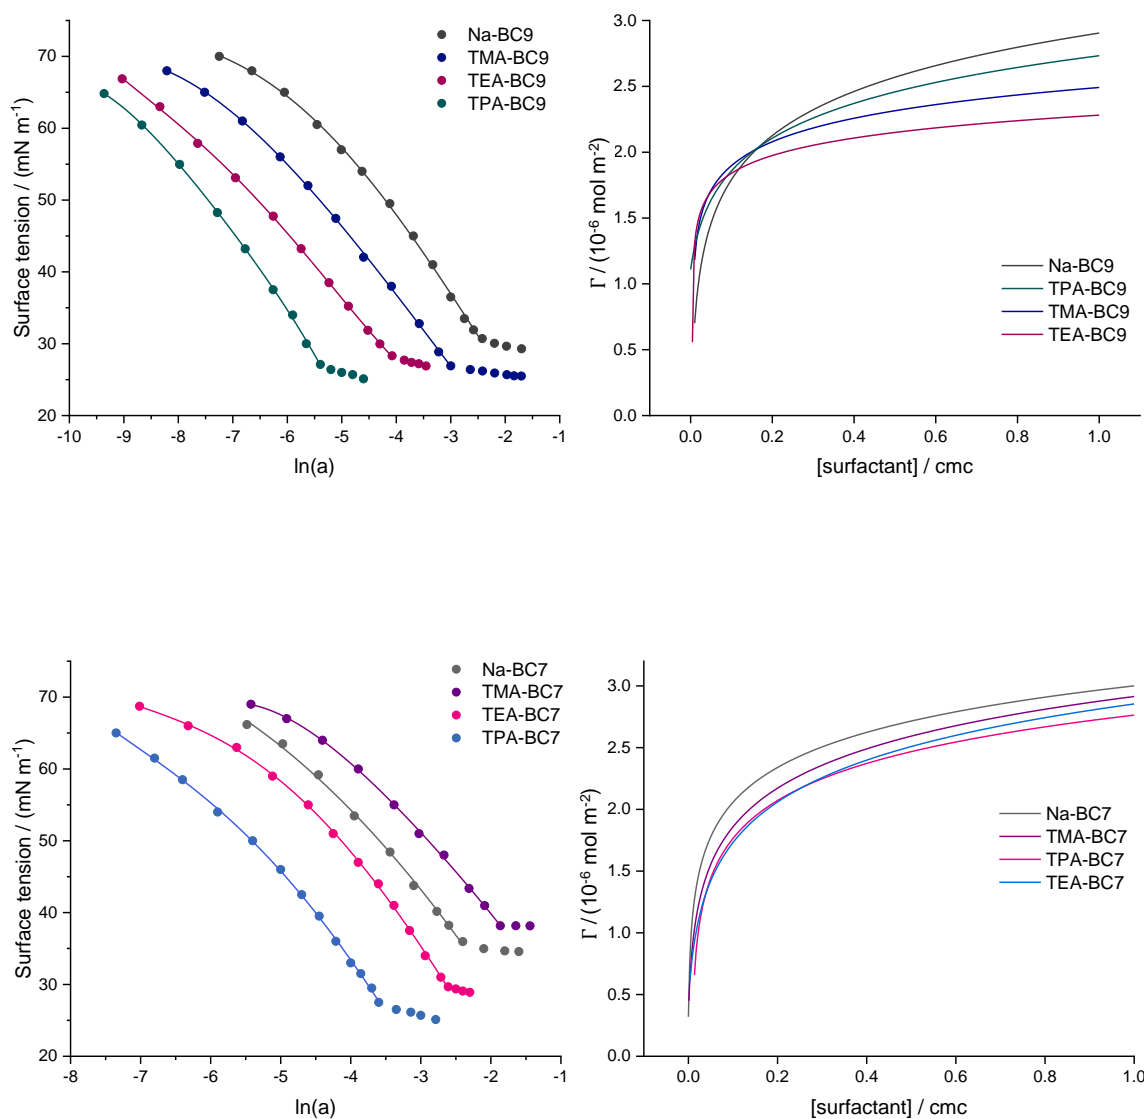 Na-BC9
TMA-BC9
TEA-BC9
TPA-BC9
70
60
50
40
30
20
Surface tension / (mN m⁻¹)
-10 -9 -8 -7 -6 -5 -4 -3 -2 -1
ln(a)
3.0
2.5
2.0
1.5
1.0
0.5
0.0
Γ / (10⁻⁶ mol m⁻²)
Na-BC9
TPA-BC9
TMA-BC9
TEA-BC9
0.0 0.2 0.4 0.6 0.8 1.0
[surfactant] / cmc
Na-BC7
TMA-BC7
TEA-BC7
TPA-BC7
70
60
50
40
30
20
Surface tension / (mN m⁻¹)
-8 -7 -6 -5 -4 -3 -2 -1
ln(a)
3.0
2.5
2.0
1.5
1.0
0.5
0.0
Γ / (10⁻⁶ mol m⁻²)
Na-BC7
TMA-BC7
TPA-BC7
TEA-BC7
0.0 0.2 0.4 0.6 0.8 1.0
[surfactant] / cmc